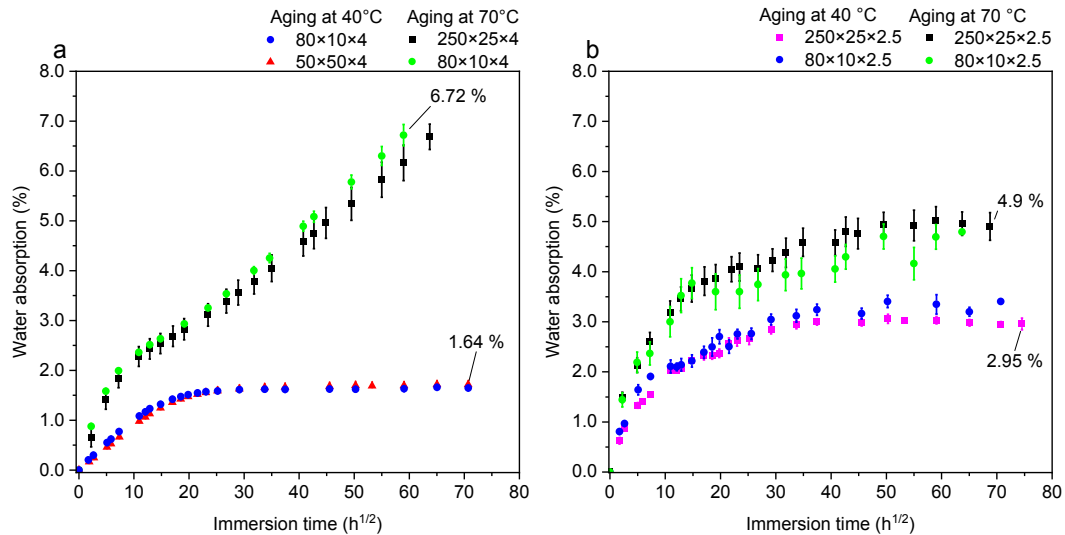 Aging at 40°C Aging at 70°C
80×10×4 250×25×4
50×50×4 80×10×4
a
8.0
7.0
6.0
5.0
4.0
3.0
2.0
1.0
0.0
6.72 %
1.64 %
0 10 20 30 40 50 60 70 80
Immersion time (h1/2)
Water absorption (%)
Aging at 40 °C Aging at 70 °C
250×25×2.5 250×25×2.5
80×10×2.5 80×10×2.5
b
8.0
7.0
6.0
5.0
4.0
3.0
2.0
1.0
0.0
4.9 %
2.95 %
0 10 20 30 40 50 60 70 80
Immersion time (h1/2)
Water absorption (%)